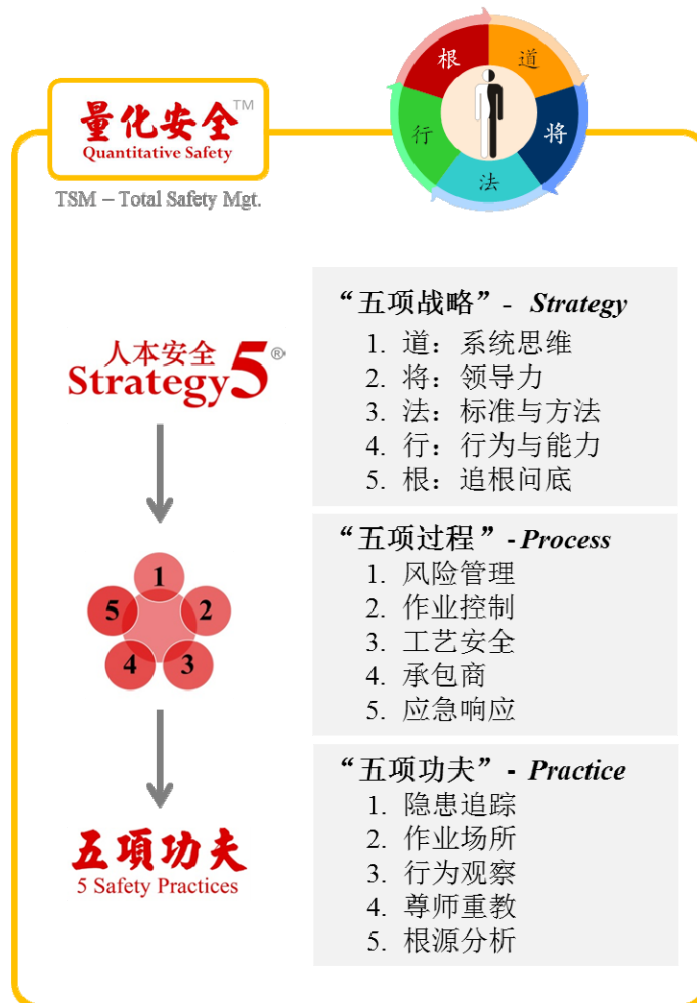 根
道
将
法
行
量化安全™
Quantitative Safety
TSM – Total Safety Mgt.
人本安全
Strategy5®
1
2
3
4
5
五項功夫
5 Safety Practices
“五项战略” - Strategy
1. 道：系统思维
2. 将：领导力
3. 法：标准与方法
4. 行：行为与能力
5. 根：追根问底
“五项过程” - Process
1. 风险管理
2. 作业控制
3. 工艺安全
4. 承包商
5. 应急响应
“五项功夫” - Practice
1. 隐患追踪
2. 作业场所
3. 行为观察
4. 尊师重教
5. 根源分析